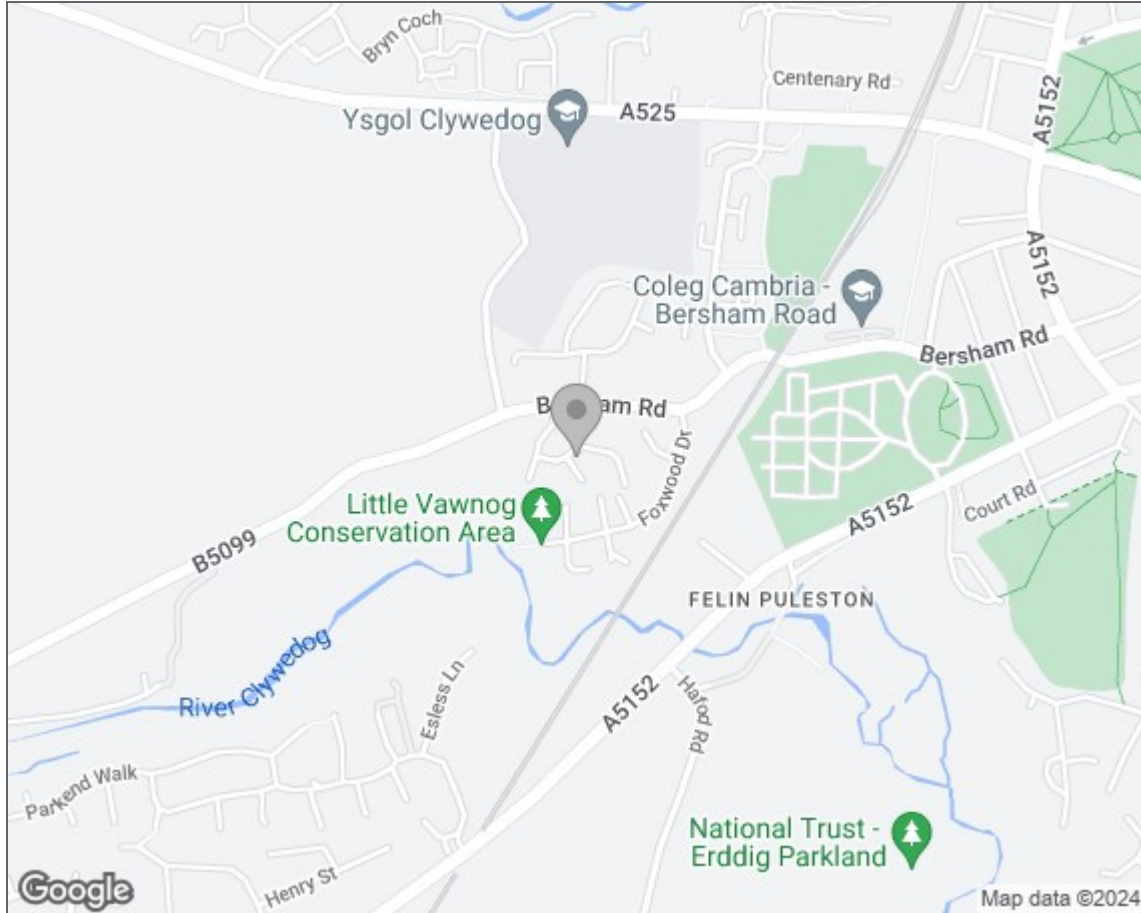 Bryn Coch
Centenary Rd
A5152
Ysgol Clywedog
A525
A5152
A5152
Coleg Cambria -
Bersham Road
Bersham Rd
Foxwood Dr
Little Vawnog
Conservation Area
Court Rd
A5152
B5099
FELIN PULESTON
River Clywedog
Esless Ln
A5152
Hafod Rd
Parkend Walk
National Trust -
Erddig Parkland
Henry St
Google
Map data ©2024